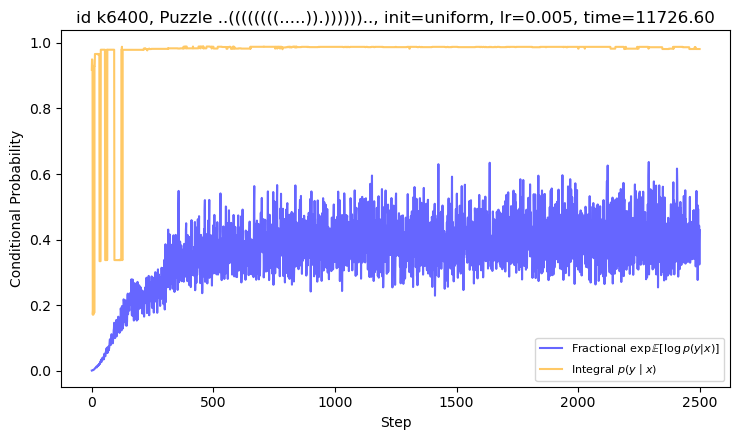 id k6400, Puzzle ..((((((((.....)).)))))).., init=uniform, lr=0.005, time=11726.60
Conditional Probability
1.0
0.8
0.6
0.4
0.2
0.0
Fractional exp 𝔼[log p(y|x)]
Integral p(y | x)
0
500
1000
1500
2000
2500
Step